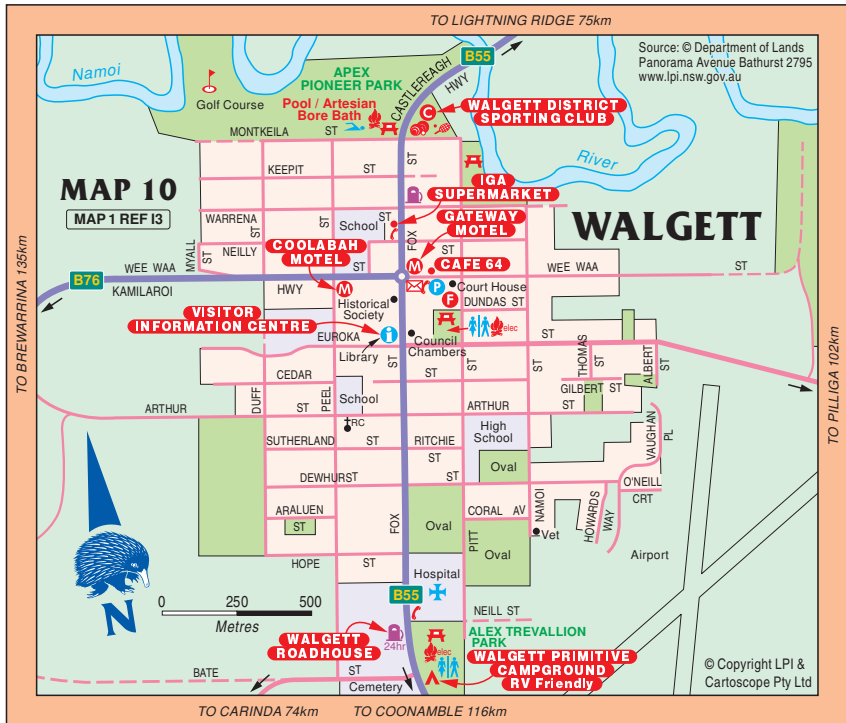 TO LIGHTNING RIDGE 75km
Source: © Department of Lands
Panorama Avenue Bathurst 2795
www.lpi.nsw.gov.au
B55
CASTLEREAGH HWY
Namoi
APEX
PIONEER PARK
Golf Course
Pool / Artesian
Bore Bath
C
WALGETT DISTRICT
SPORTING CLUB
MONTKEILA ST
River
KEEPIT ST
ST
MAP 10
MAP 1 REF I3
IGA
SUPERMARKET
WALGETT
WARRENA ST
School
GATEWAY
MOTEL
FOX
ST
MYALL ST
NEILLY ST
ST
ST
COOLABAH
MOTEL
M
CAFE 64
WEE WAA
WEE WAA ST
B76
KAMILAROI HWY
M
P
Court House
F
DUNDAS ST
Historical
Society
VISITOR
INFORMATION CENTRE
i
elec
EUROKA ST
Library
Council
Chambers
ST
ST
ST
THOMAS ST
ALBERT ST
CEDAR ST
GILBERT ST
School
DUFF
PEEL
ARTHUR ST
ARTHUR ST
RC
High
School
VAUGHAN PL
SUTHERLAND ST
RITCHIE ST
Oval
DEWHURST ST
O'NEILL CRT
ARALUEN ST
FOX
Oval
CORAL AV
NAMOI
HOWARDS WAY
PITT
Vet
Oval
Airport
HOPE ST
Hospital
B55
N
0 250 500
Metres
NEILL ST
WALGETT
ROADHOUSE
24hr
ALEX TREVALLION
PARK
elec
WALGETT PRIMITIVE
CAMPGROUND
RV Friendly
BATE ST
Cemetery
© Copyright LPI &
Cartoscope Pty Ltd
TO BREWARRINA 135km
TO PILLIGA 102km
TO CARINDA 74km
TO COONAMBLE 116km